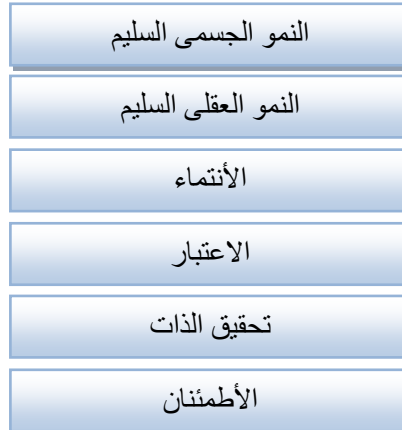 النمو الجسمى السليم
النمو العقلى السليم
الأنتماء
الاعتبار
تحقيق الذات
الأطمئنان